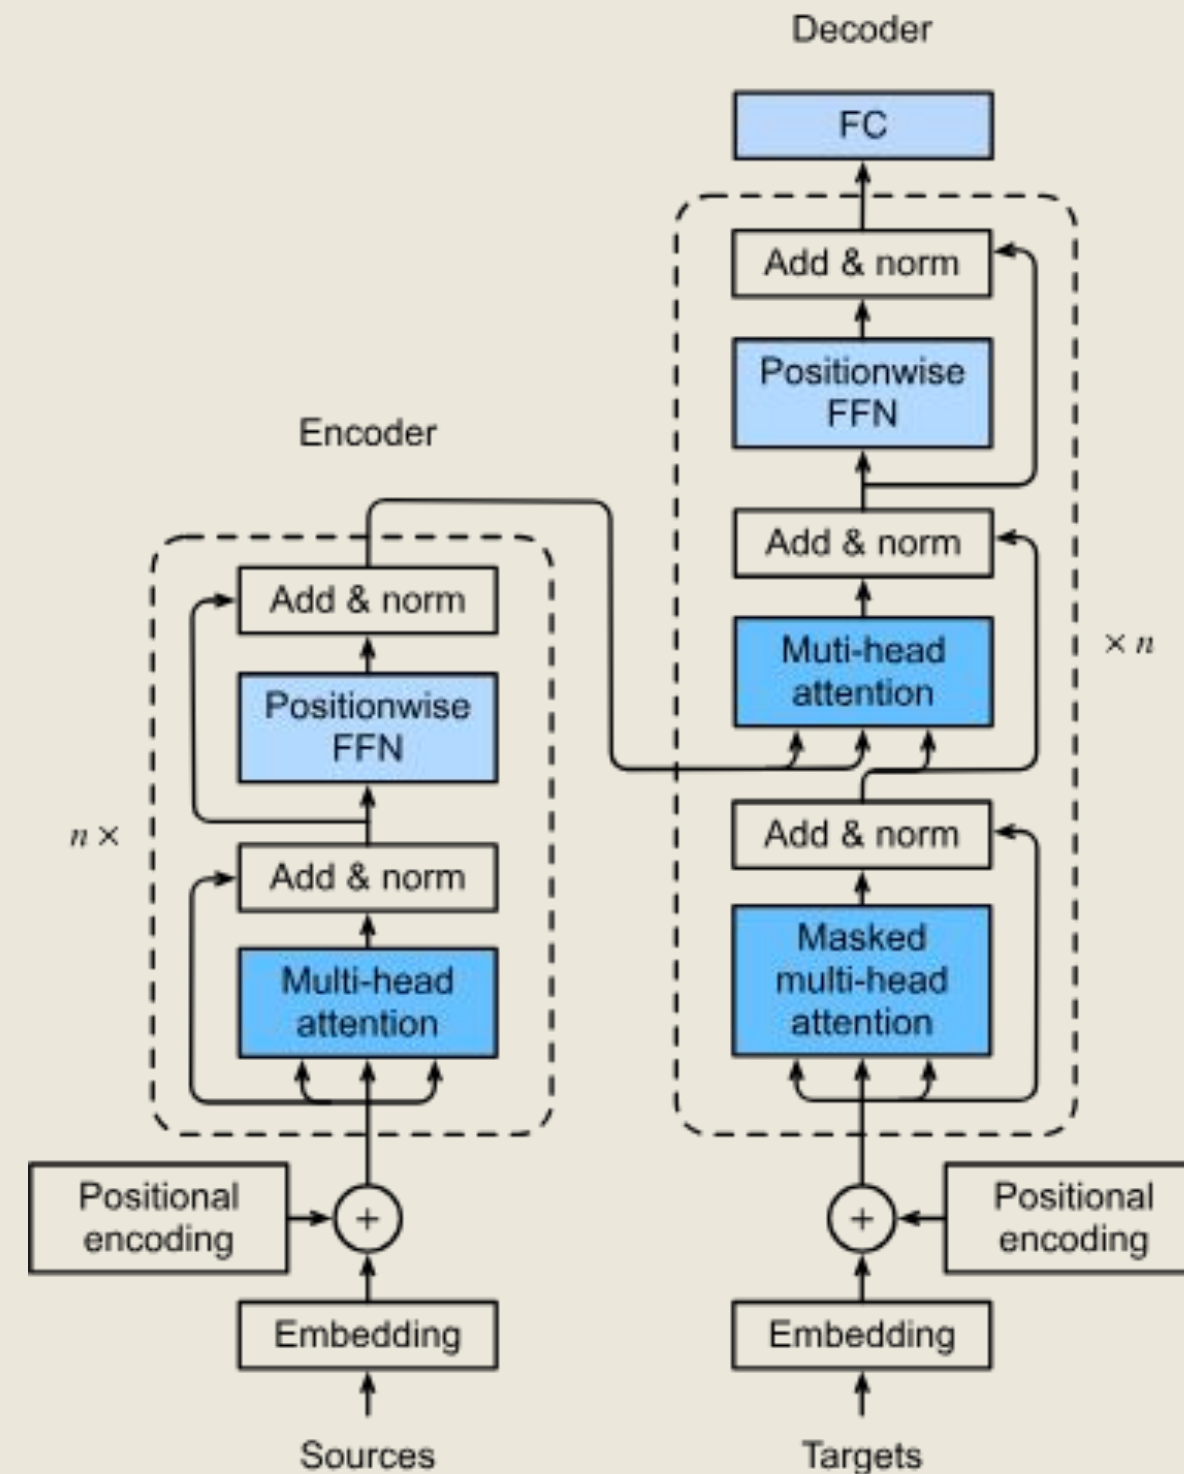 Decoder
FC
Add & norm
Positionwise
FFN
Add & norm
Muti-head
attention
× n
Add & norm
Masked
multi-head
attention
Positional
encoding
Embedding
Targets
Encoder
Add & norm
Positionwise
FFN
n ×
Add & norm
Multi-head
attention
Positional
encoding
+
+
Embedding
Sources